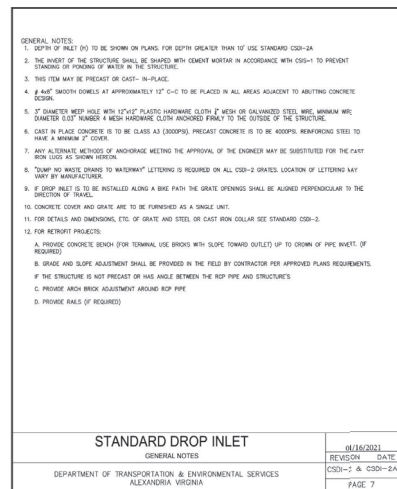 GENERAL NOTES:
1. DEPTH OF INLET (H) TO BE SHOWN ON PLANS. FOR DEPTH GREATER THAN 10' USE STANDARD CSDI-2A
2. THE INVERT OF THE STRUCTURE SHALL BE SHAPED WITH CEMENT MORTAR IN ACCORDANCE WITH CSIS-1 TO PREVENT
STANDING OR PONDING OF WATER IN THE STRUCTURE.
3. THIS ITEM MAY BE PRECAST OR CAST- IN-PLACE.
4. # 4x8" SMOOTH DOWELS AT APPROXIMATELY 12" C-C TO BE PLACED IN ALL AREAS ADJACENT TO ABUTTING CONCRETE
DESIGN.
5. 3" DIAMETER WEEP HOLE WITH 12"x12" PLASTIC HARDWARE CLOTH MESH OR GALVANIZED STEEL WIRE, MINIMUM WIRE
DIAMETER 0.03" NUMBER 4 MESH HARDWARE CLOTH ANCHORED FIRMLY TO THE OUTSIDE OF THE STRUCTURE.
6. CAST IN PLACE CONCRETE IS TO BE CLASS A3 (3000PSI). PRECAST CONCRETE IS TO BE 4000PSI. REINFORCING STEEL TO
HAVE A MINIMUM 2" COVER.
7. ANY ALTERNATE METHODS OF ANCHORAGE MEETING THE APPROVAL OF THE ENGINEER MAY BE SUBSTITUTED FOR THE CAST
IRON LUGS AS SHOWN HEREON.
8. "DUMP NO WASTE DRAINS TO WATERWAY" LETTERING IS REQUIRED ON ALL CSDI-2 GRATES. LOCATION OF LETTERING MAY
VARY BY MANUFACTURER.
9. IF DROP INLET IS TO BE INSTALLED ALONG A BIKE PATH THE GRATE OPENINGS SHALL BE ALIGNED PERPENDICULAR TO THE
DIRECTION OF TRAVEL.
10. CONCRETE COVER AND GRATE ARE TO BE FURNISHED AS A SINGLE UNIT.
11. FOR DETAILS AND DIMENSIONS, ETC. OF GRATE AND STEEL OR CAST IRON COLLAR SEE STANDARD CSDI-2.
12. FOR RETROFIT PROJECTS:
A. PROVIDE CONCRETE BENCH (FOR TERMINAL USE BRICKS WITH SLOPE TOWARD OUTLET) UP TO CROWN OF PIPE INVERT. (IF
REQUIRED)
B. GRADE AND SLOPE ADJUSTMENT SHALL BE PROVIDED IN THE FIELD BY CONTRACTOR PER APPROVED PLANS REQUIREMENTS.
IF THE STRUCTURE IS NOT PRECAST OR HAS ANGLE BETWEEN THE RCP PIPE AND STRUCTURE'S
C. PROVIDE ARCH BRICK ADJUSTMENT AROUND RCP PIPE
D. PROVIDE RAILS (IF REQUIRED)
STANDARD DROP INLET
GENERAL NOTES
DEPARTMENT OF TRANSPORTATION & ENVIRONMENTAL SERVICES
ALEXANDRIA VIRGINIA
01/16/2021
REVISION DATE
CSDI-2 & CSDI-2A
PAGE 7